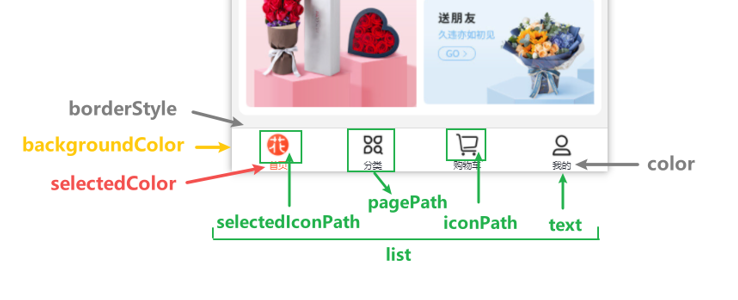 送朋友
久违亦如初见
GO >
borderStyle
backgroundColor
selectedColor
花
首页
分类
购物车
我的
color
selectedIconPath
pagePath
iconPath
text
list